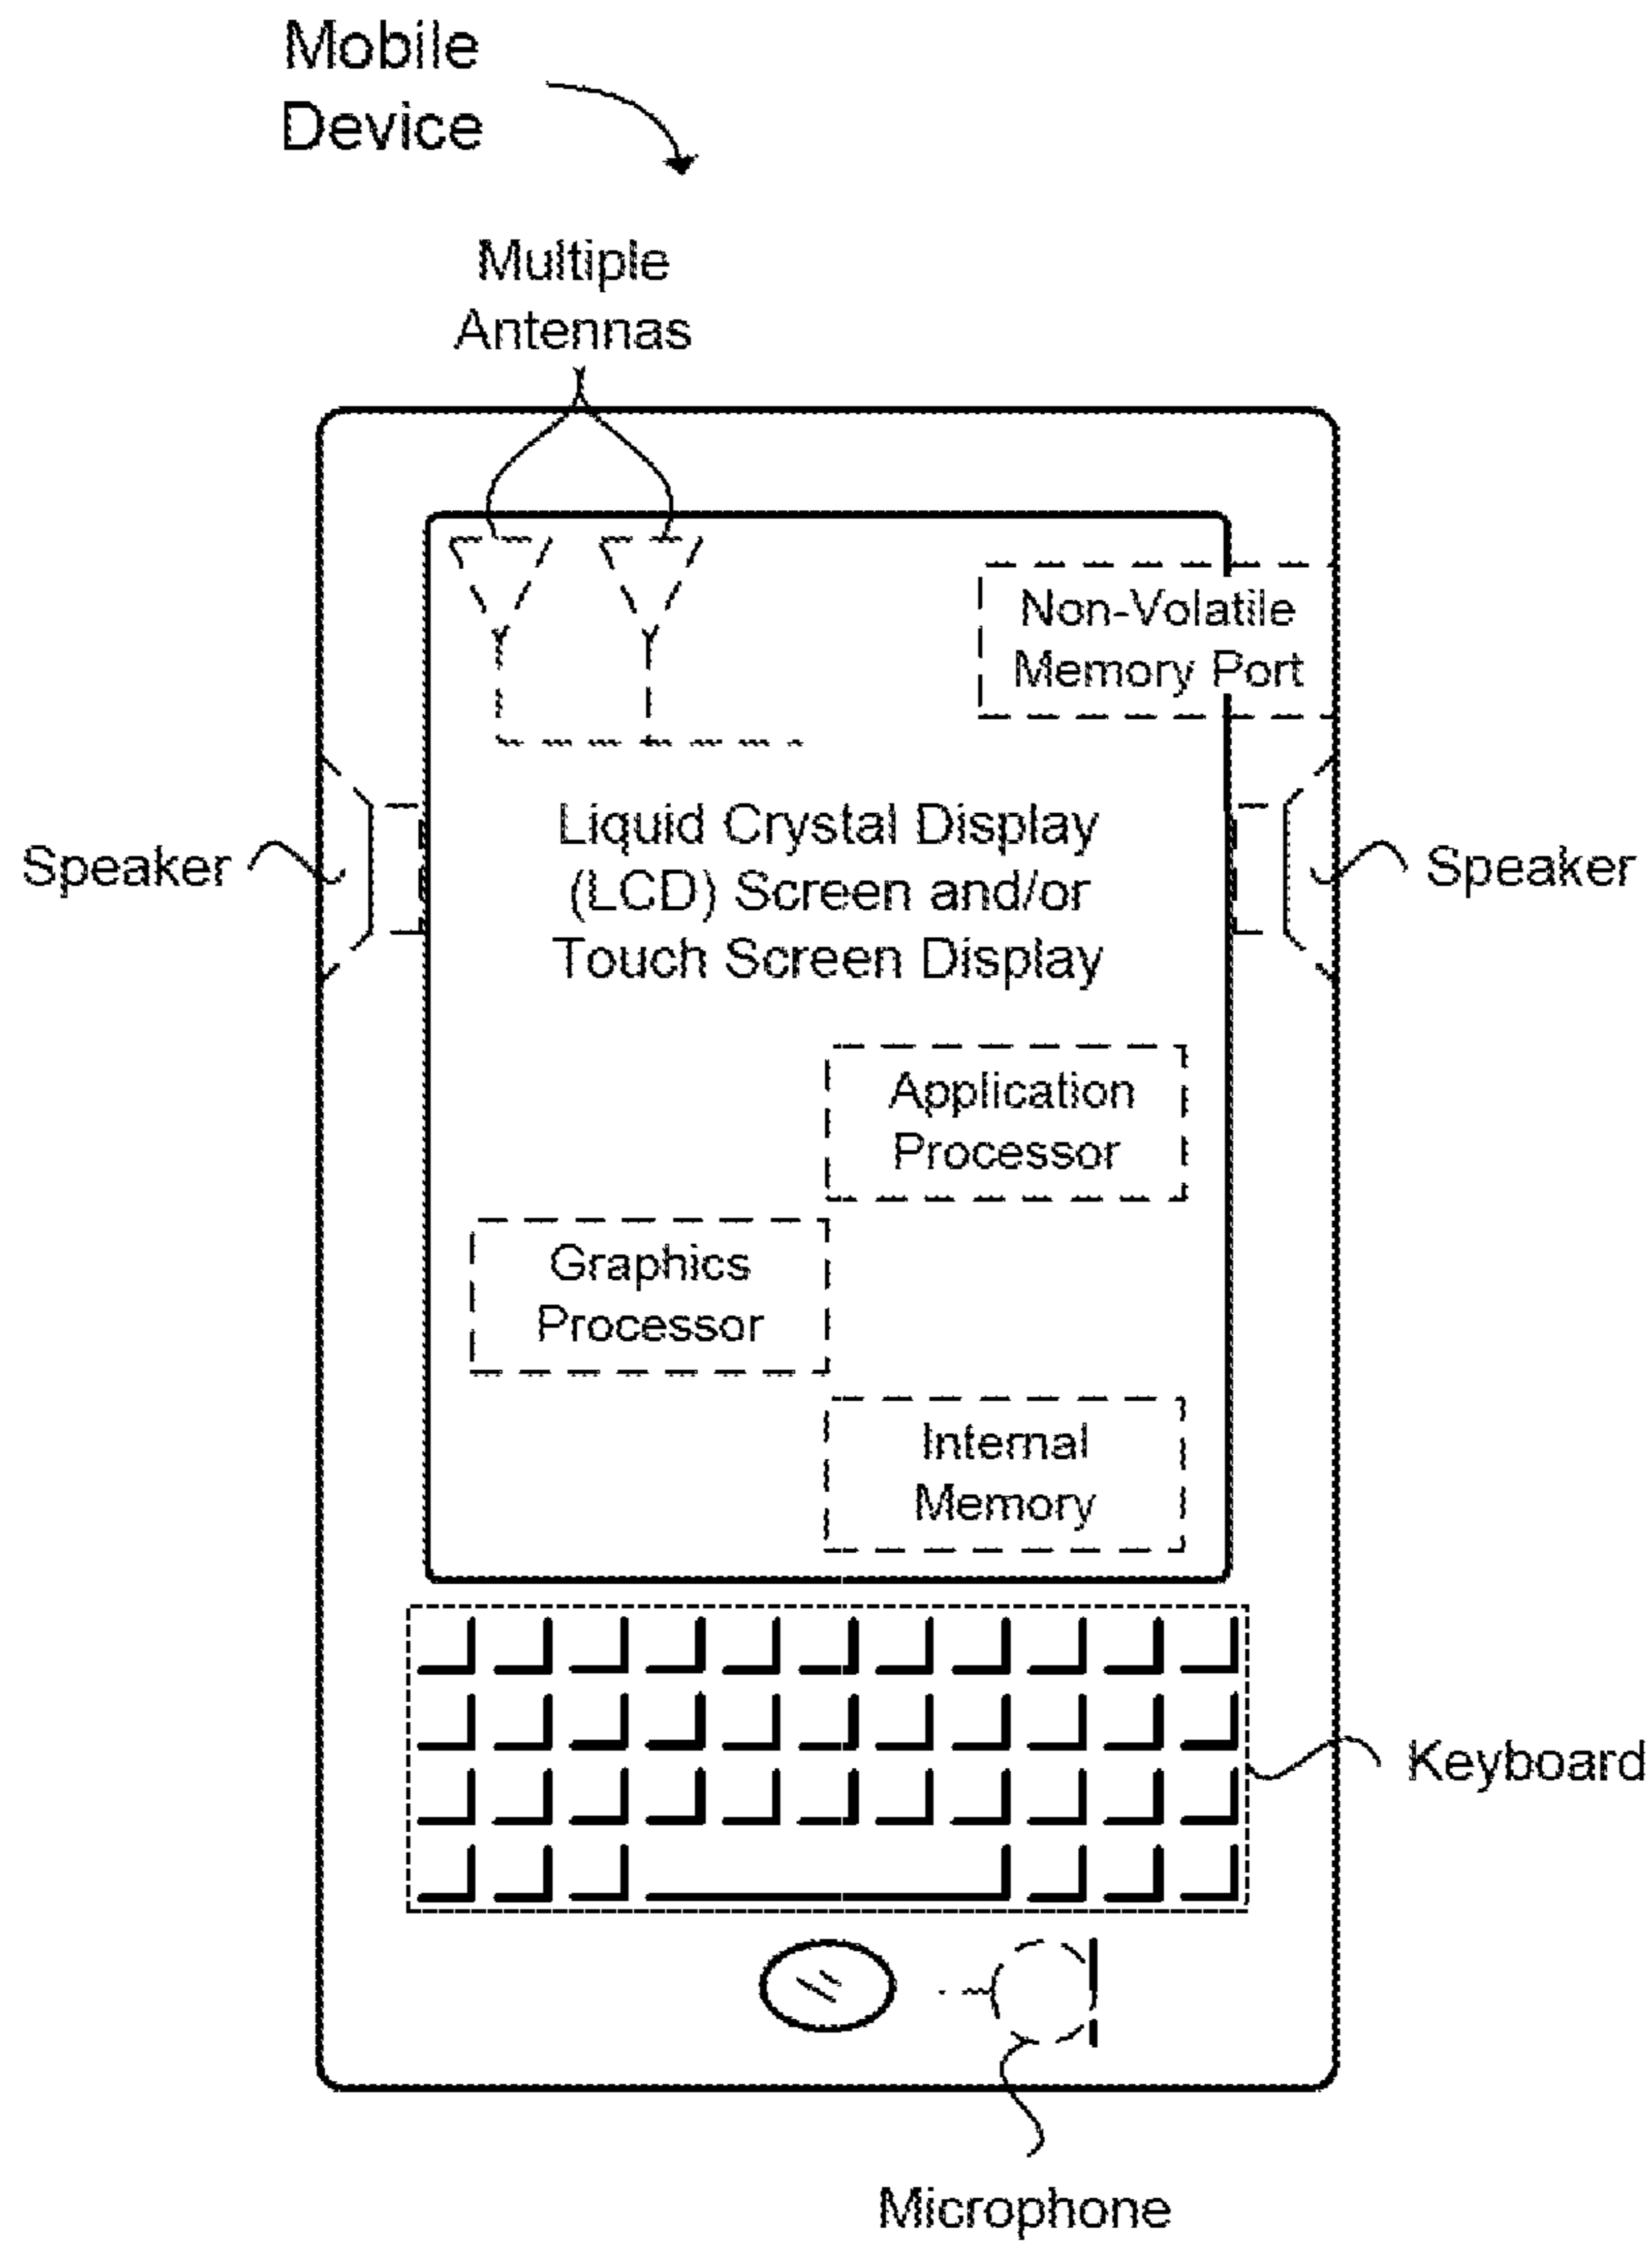 Mobile
Device
Multiple
Antennas
Non-Volatile
Memory Port
Speaker
Liquid Crystal Display
(LCD) Screen and/or
Touch Screen Display
Speaker
Application
Processor
Graphics
Processor
Internal
Memory
Keyboard
Microphone